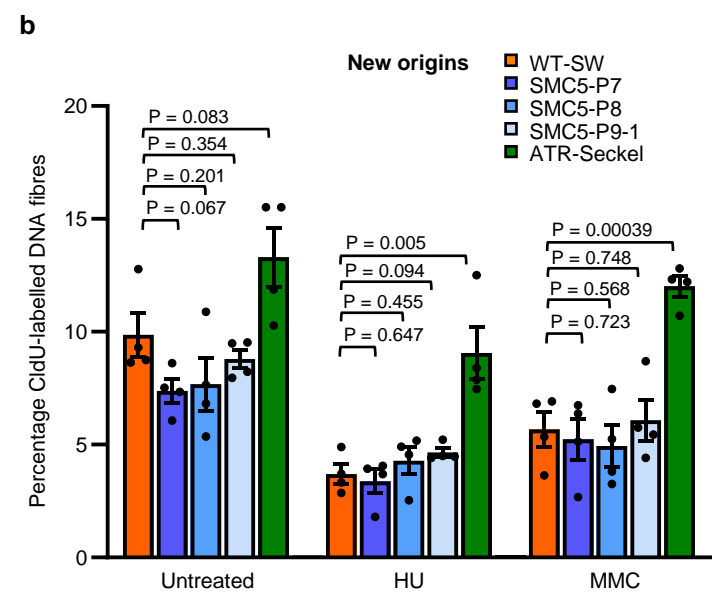 b
New origins
WT-SW
SMC5-P7
SMC5-P8
SMC5-P9-1
ATR-Seckel
Percentage CldU-labelled DNA fibres
20
15
10
5
0
P = 0.083
P = 0.354
P = 0.201
P = 0.067
P = 0.005
P = 0.094
P = 0.455
P = 0.647
P = 0.00039
P = 0.748
P = 0.568
P = 0.723
Untreated
HU
MMC